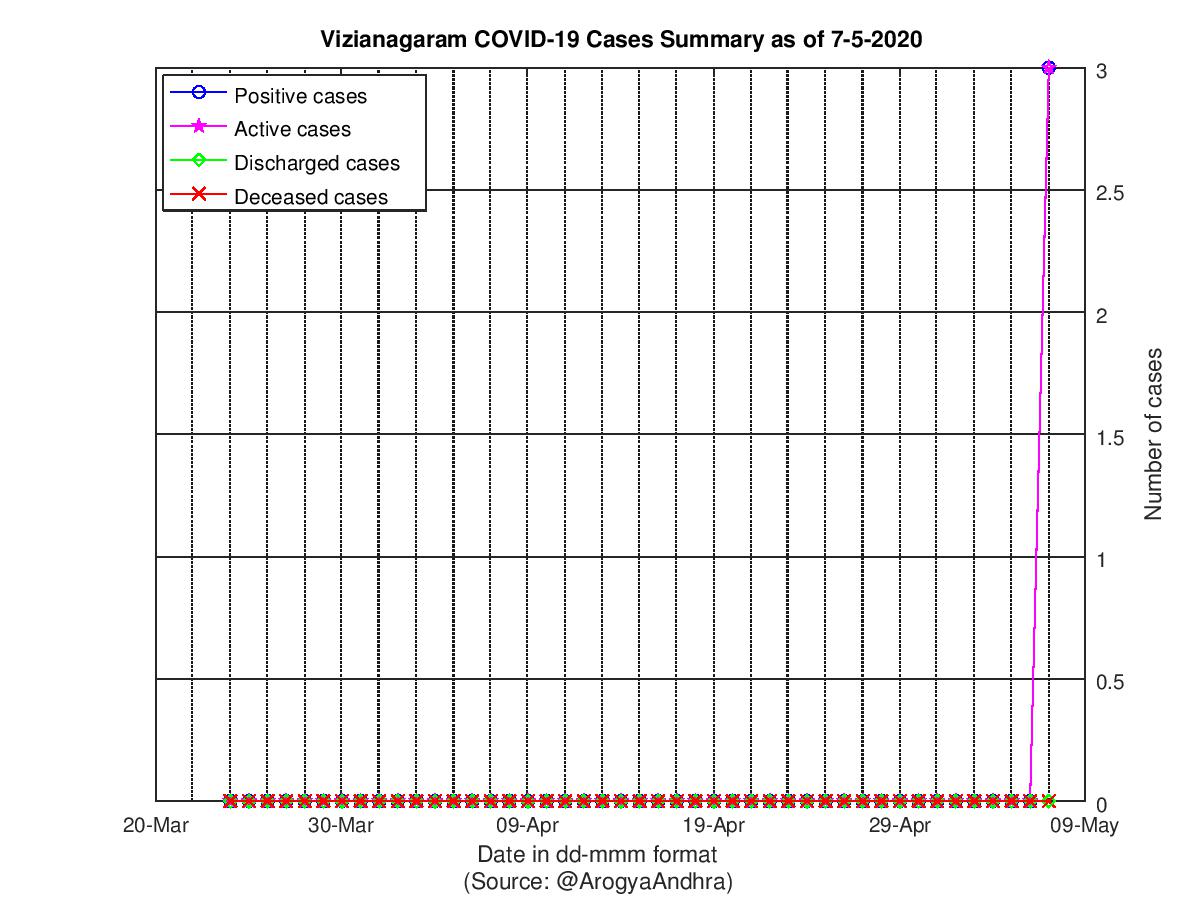 Vizianagaram COVID-19 Cases Summary as of 7-5-2020
Positive cases
Active cases
Discharged cases
Deceased cases
3
2.5
2
1.5
1
0.5
0
Number of cases
20-Mar
30-Mar
09-Apr
19-Apr
29-Apr
09-May
Date in dd-mmm format
(Source: @ArogyaAndhra)